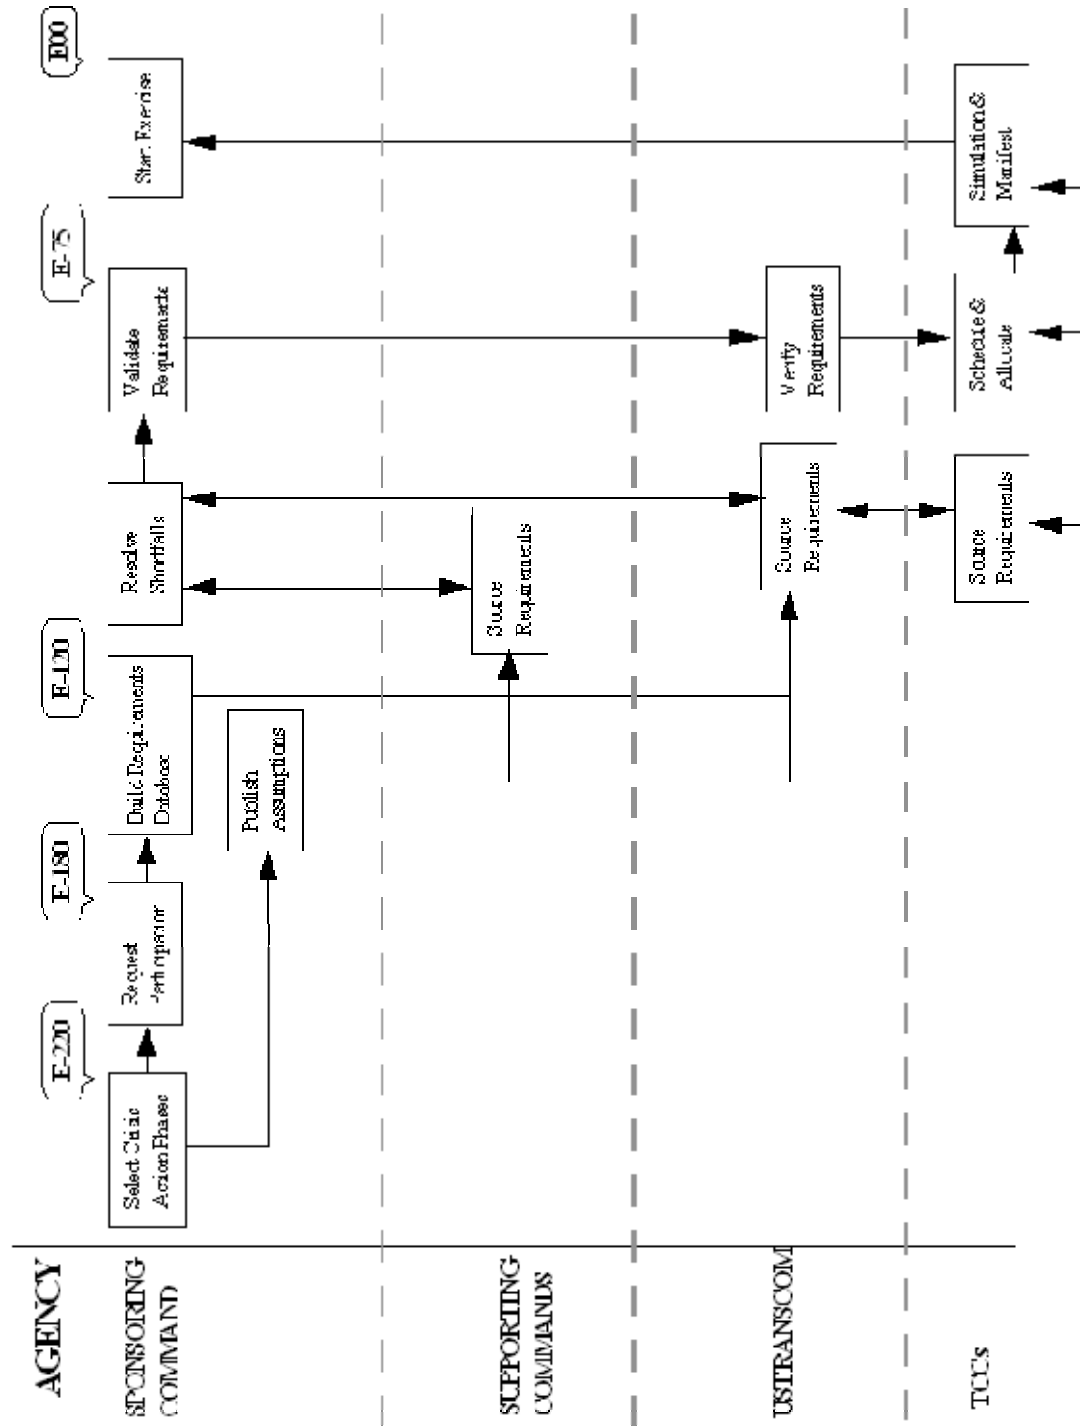 AGENCY
E-220
E-180
E-120
E-75
E00
SPONSORING
COMMAND
Select
Action Phases
Request
Participation
Build Requirements
Database
Publish
Assumptions
Resolve
Shortfalls
Validate
Requirements
Start Exercise
SUPPORTING
COMMANDS
Source
Requirements
USTRANSCOM
Source
Requirements
Verify
Requirements
TCC's
Source
Requirements
Schedule &
Allocate
Simulation &
Manifest